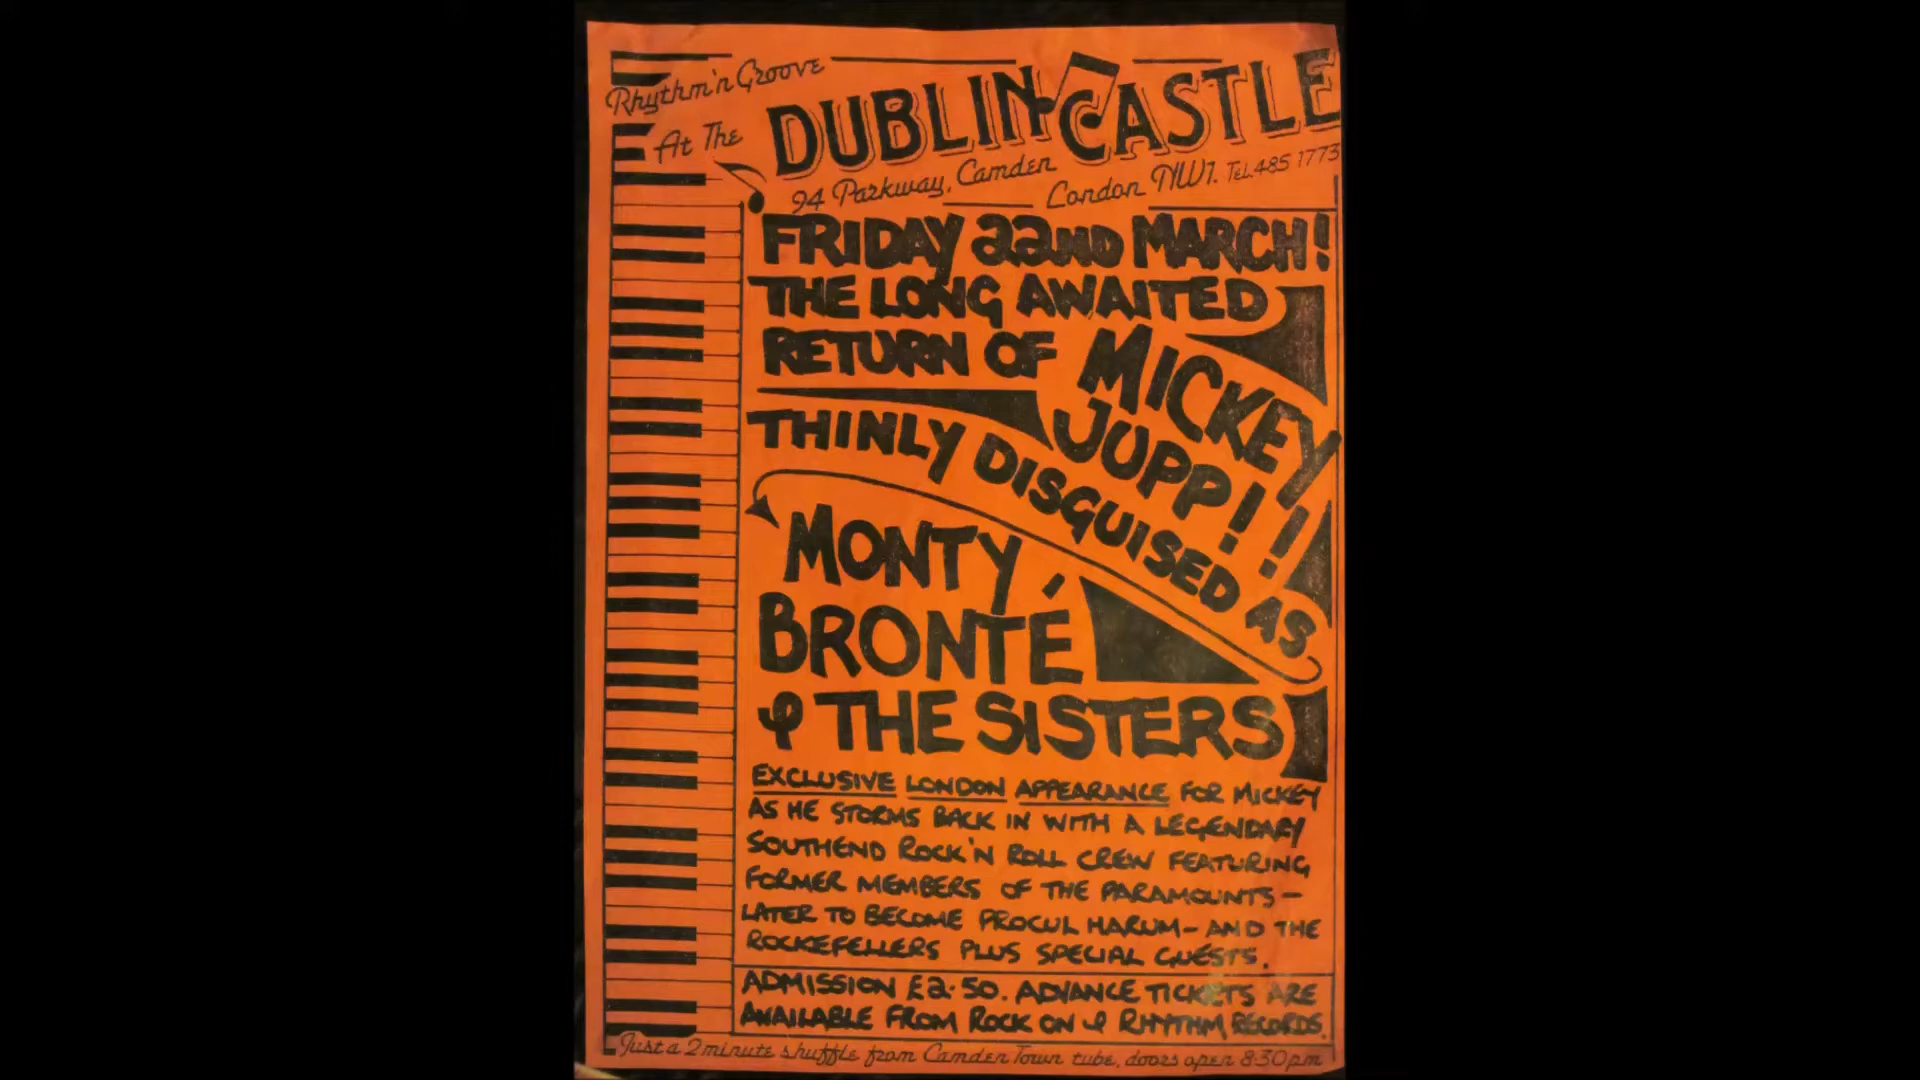 Rhythm'n Groove
At The DUBLIN CASTLE
94 Parkway, Camden
London NW1. TEL. 485 1773
FRIDAY 22ND MARCH!
THE LONG AWAITED
RETURN OF MICKEY
JUPP!!
THINLY DISGUISED AS
MONTY
BRONTÉ
& THE SISTERS
EXCLUSIVE LONDON APPEARANCE FOR MICKEY
AS HE STORMS BACK IN WITH A LEGENDARY
SOUTHEND ROCK'N ROLL CREW FEATURING
FORMER MEMBERS OF THE PARAMOUNTS -
LATER TO BECOME PROCUL HARUM - AND THE
ROCKEFELLERS PLUS SPECIAL GUESTS.
ADMISSION £2.50. ADVANCE TICKETS ARE
AVAILABLE FROM ROCK ON & RHYTHM RECORDS.
Just a 2 minute shuffle from Camden Town tube, doors open 8:30pm